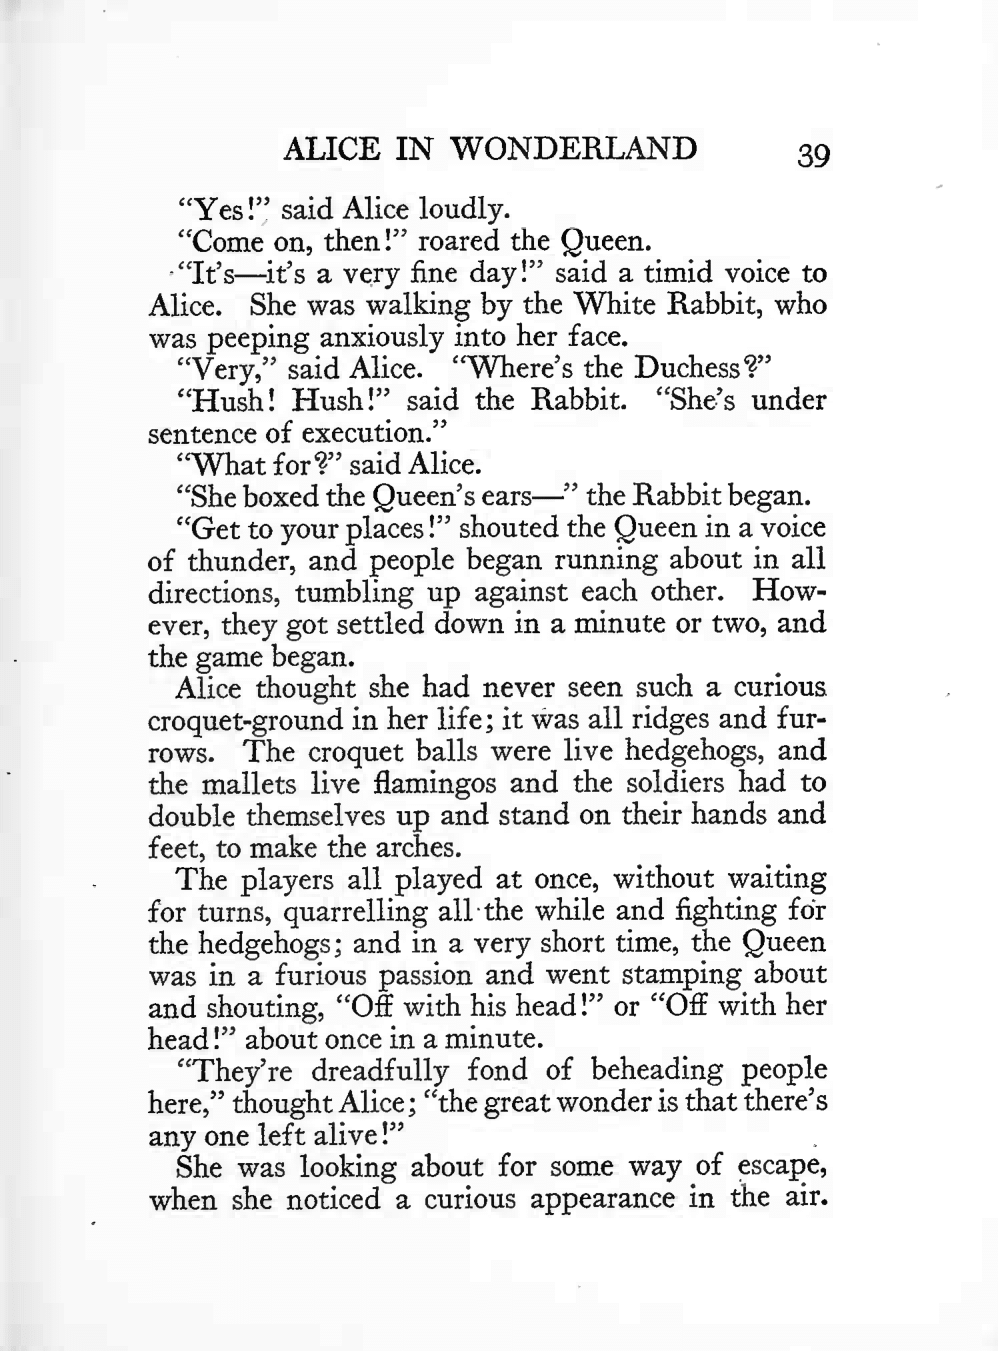 ALICE IN WONDERLAND 39
“Yes!” said Alice loudly.
“Come on, then!” roared the Queen.
“It’s—it’s a very fine day!” said a timid voice to
Alice. She was walking by the White Rabbit, who
was peeping anxiously into her face.
“Very,” said Alice. “Where’s the Duchess?”
“Hush! Hush!” said the Rabbit. “She’s under
sentence of execution.”
“What for?” said Alice.
“She boxed the Queen’s ears—” the Rabbit began.
“Get to your places!” shouted the Queen in a voice
of thunder, and people began running about in all
directions, tumbling up against each other. How-
ever, they got settled down in a minute or two, and
the game began.
Alice thought she had never seen such a curious
croquet-ground in her life; it was all ridges and fur-
rows. The croquet balls were live hedgehogs, and
the mallets live flamingos and the soldiers had to
double themselves up and stand on their hands and
feet, to make the arches.
The players all played at once, without waiting
for turns, quarrelling all the while and fighting for
the hedgehogs; and in a very short time, the Queen
was in a furious passion and went stamping about
and shouting, “Off with his head!” or “Off with her
head!” about once in a minute.
“They’re dreadfully fond of beheading people
here,” thought Alice; “the great wonder is that there’s
any one left alive!”
She was looking about for some way of escape,
when she noticed a curious appearance in the air.